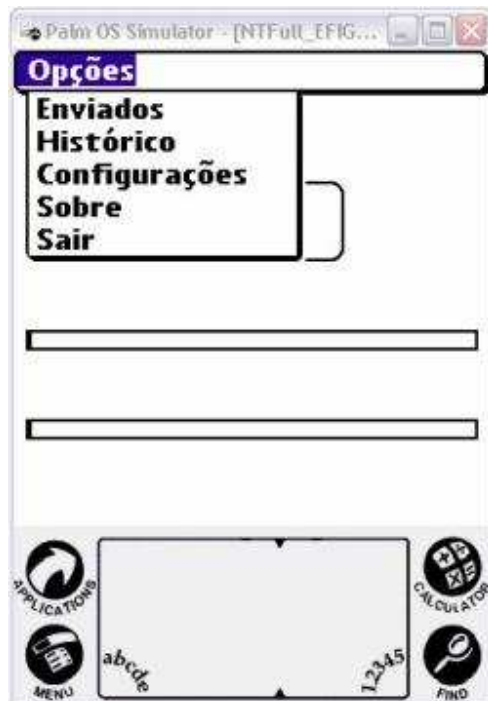 Palm OS Simulator - [NTFull_EFIG...
Opções
Enviados
Histórico
Configurações
Sobre
Sair
APPLICATIONS
CALCULATOR
abcde
12345
MENU
FIND